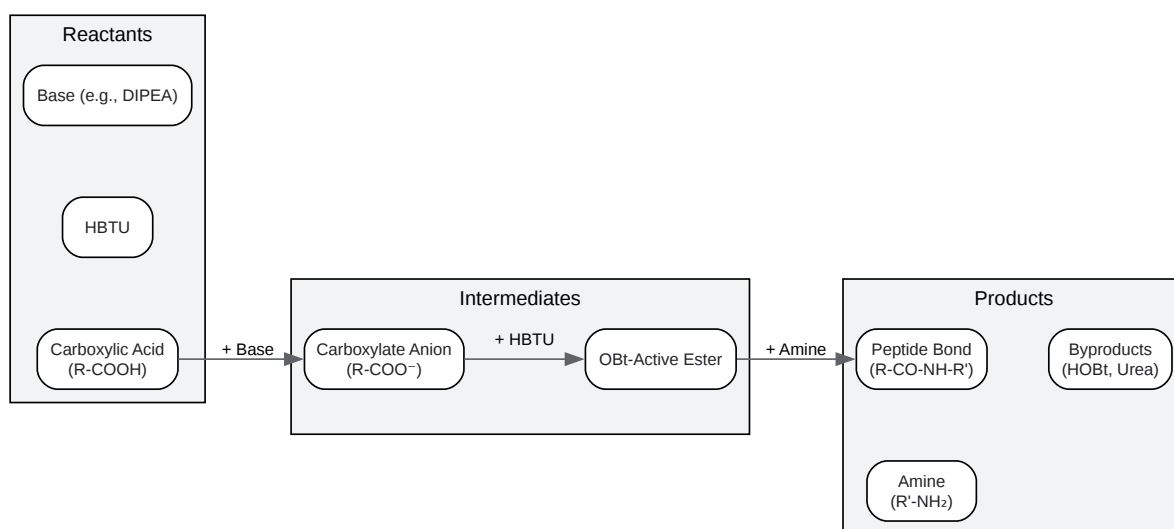 Reactants
Base (e.g., DIPEA)
HBTU
Carboxylic Acid
(R-COOH)
+ Base
Intermediates
Carboxylate Anion
(R-COO⁻)
+ HBTU
OBt-Active Ester
+ Amine
Products
Peptide Bond
(R-CO-NH-R')
Byproducts
(HOBt, Urea)
Amine
(R'-NH₂)